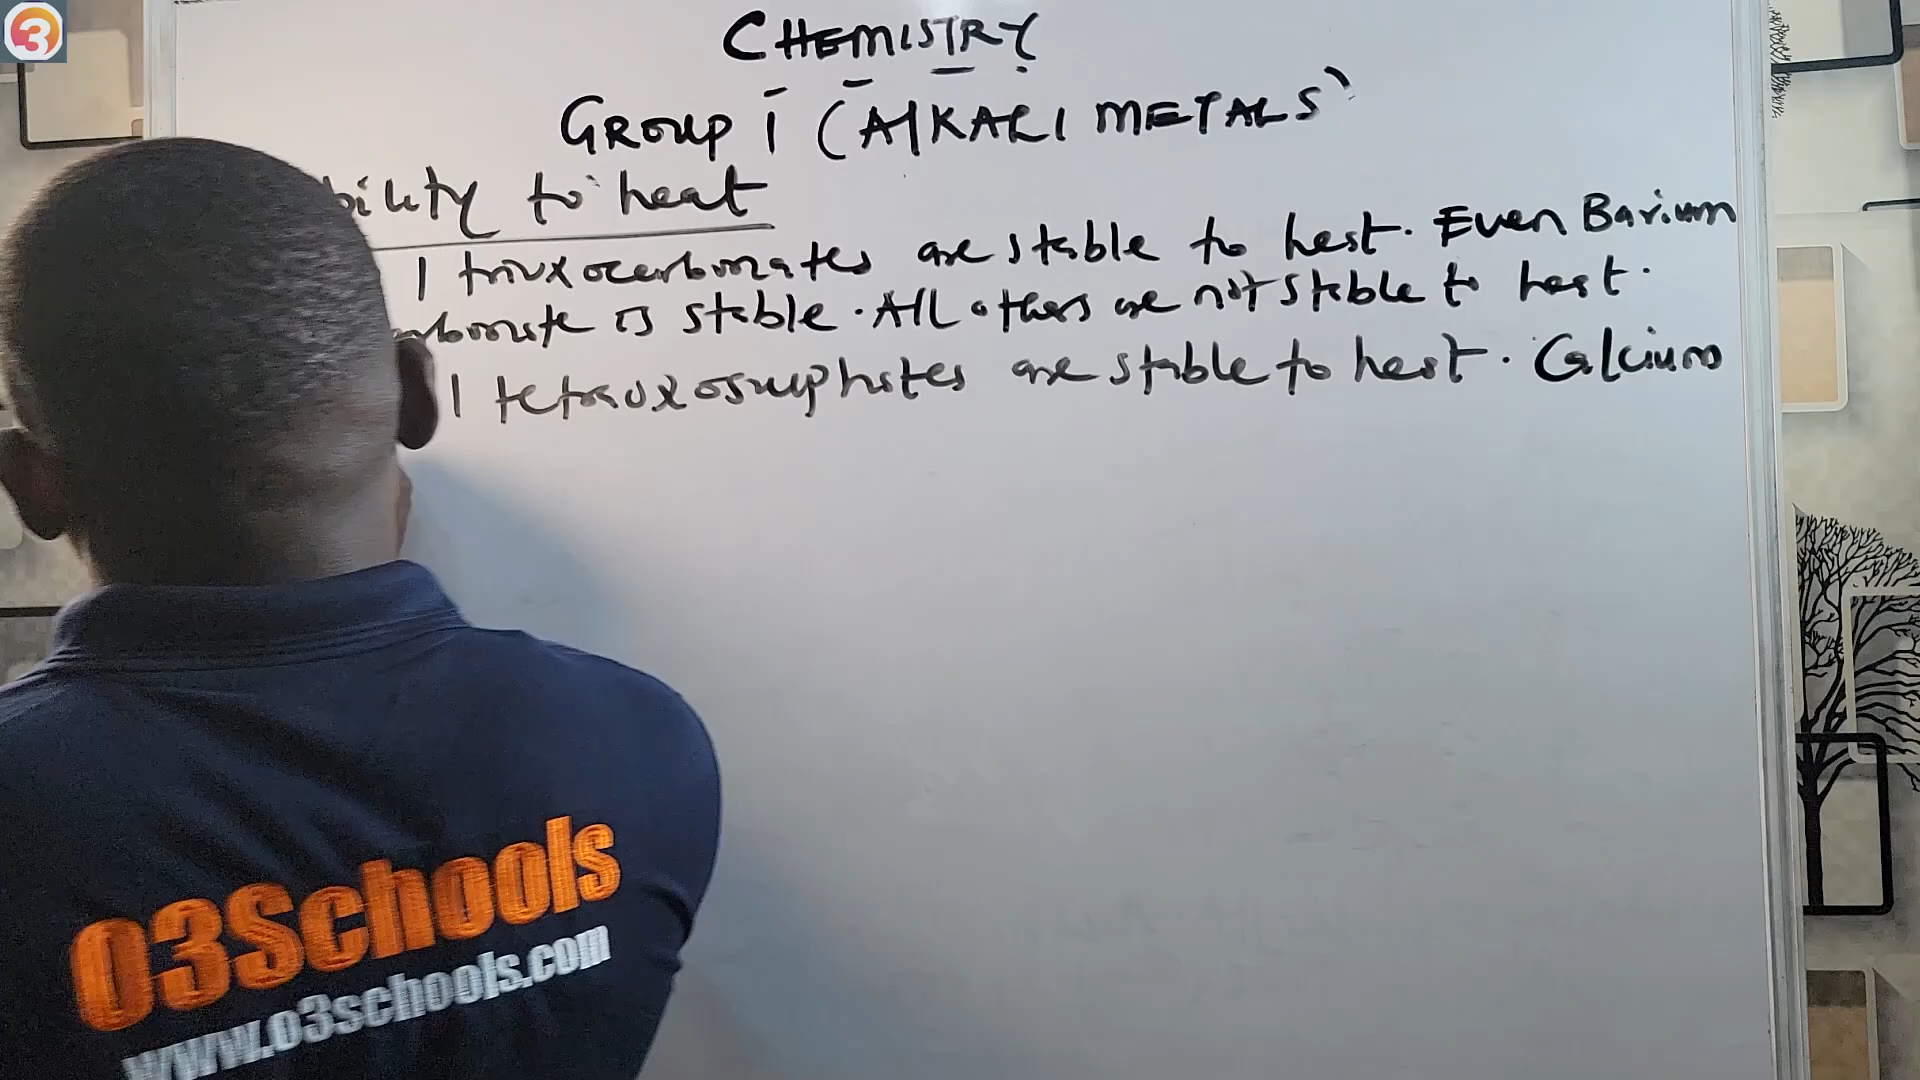 3
CHEMISTRY
GROUP I (AlKALI METALS)
bility to heat
1 trioxocarbonates are stable to heat. Even Barium
arbonate is stable. All others are not stable to heat.
1 tetraoxosulphates are stable to heat. Calcium
O3Schools
www.o3schools.com